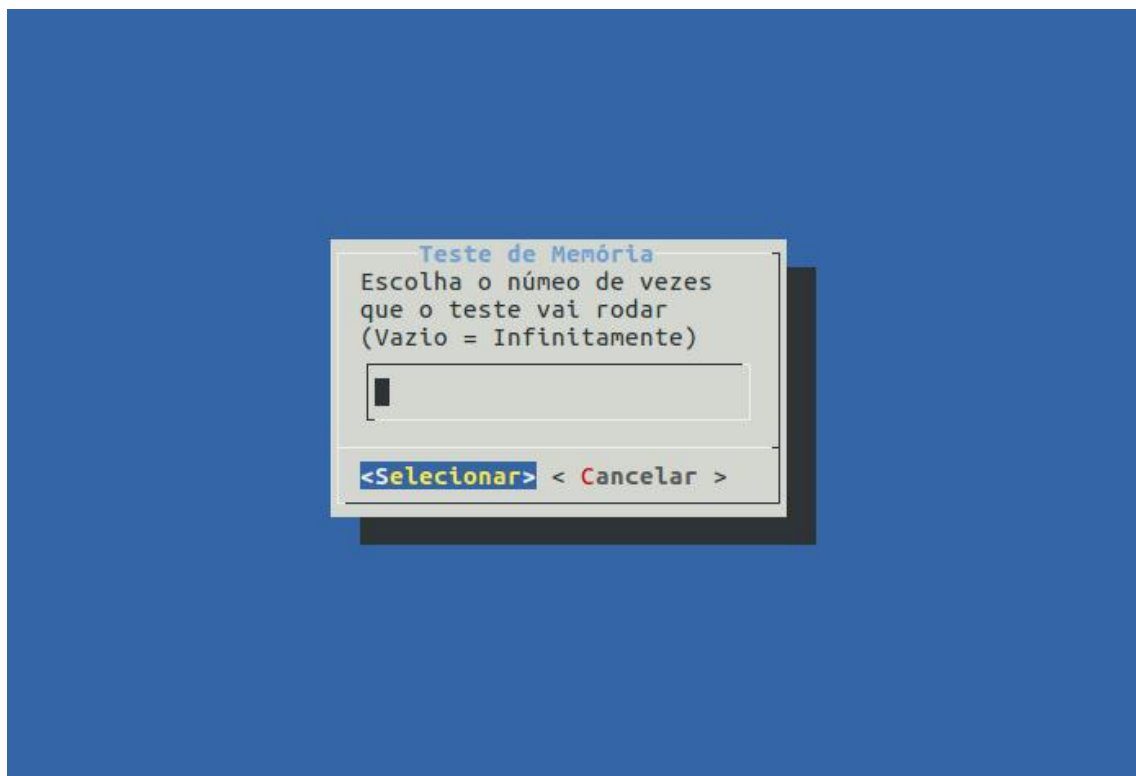 Teste de Memória
Escolha o númeo de vezes
que o teste vai rodar
(Vazio = Infinitamente)
<Selecionar> < Cancelar >